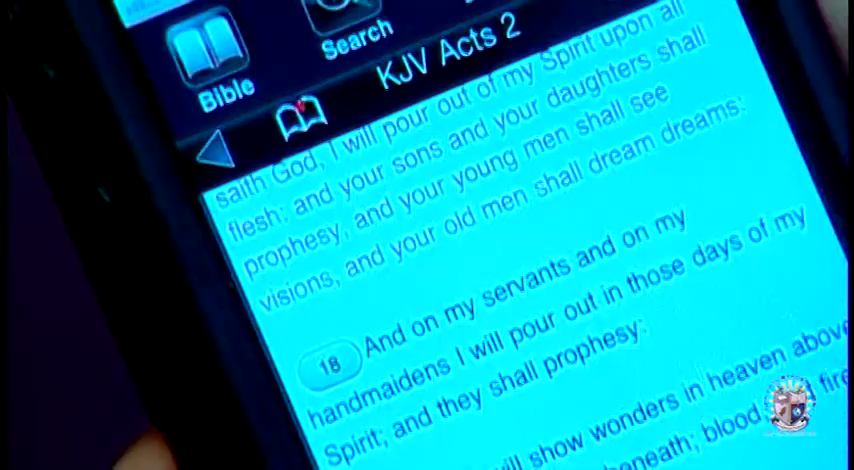 Bible
Search
KJV Acts 2
saith God, I will pour out of my Spirit upon all
flesh: and your sons and your daughters shall
prophesy, and your young men shall see
visions, and your old men shall dream dreams:
18 And on my servants and on my
handmaidens I will pour out in those days of my
Spirit; and they shall prophesy:
will show wonders in heaven above
beneath; blood, fire